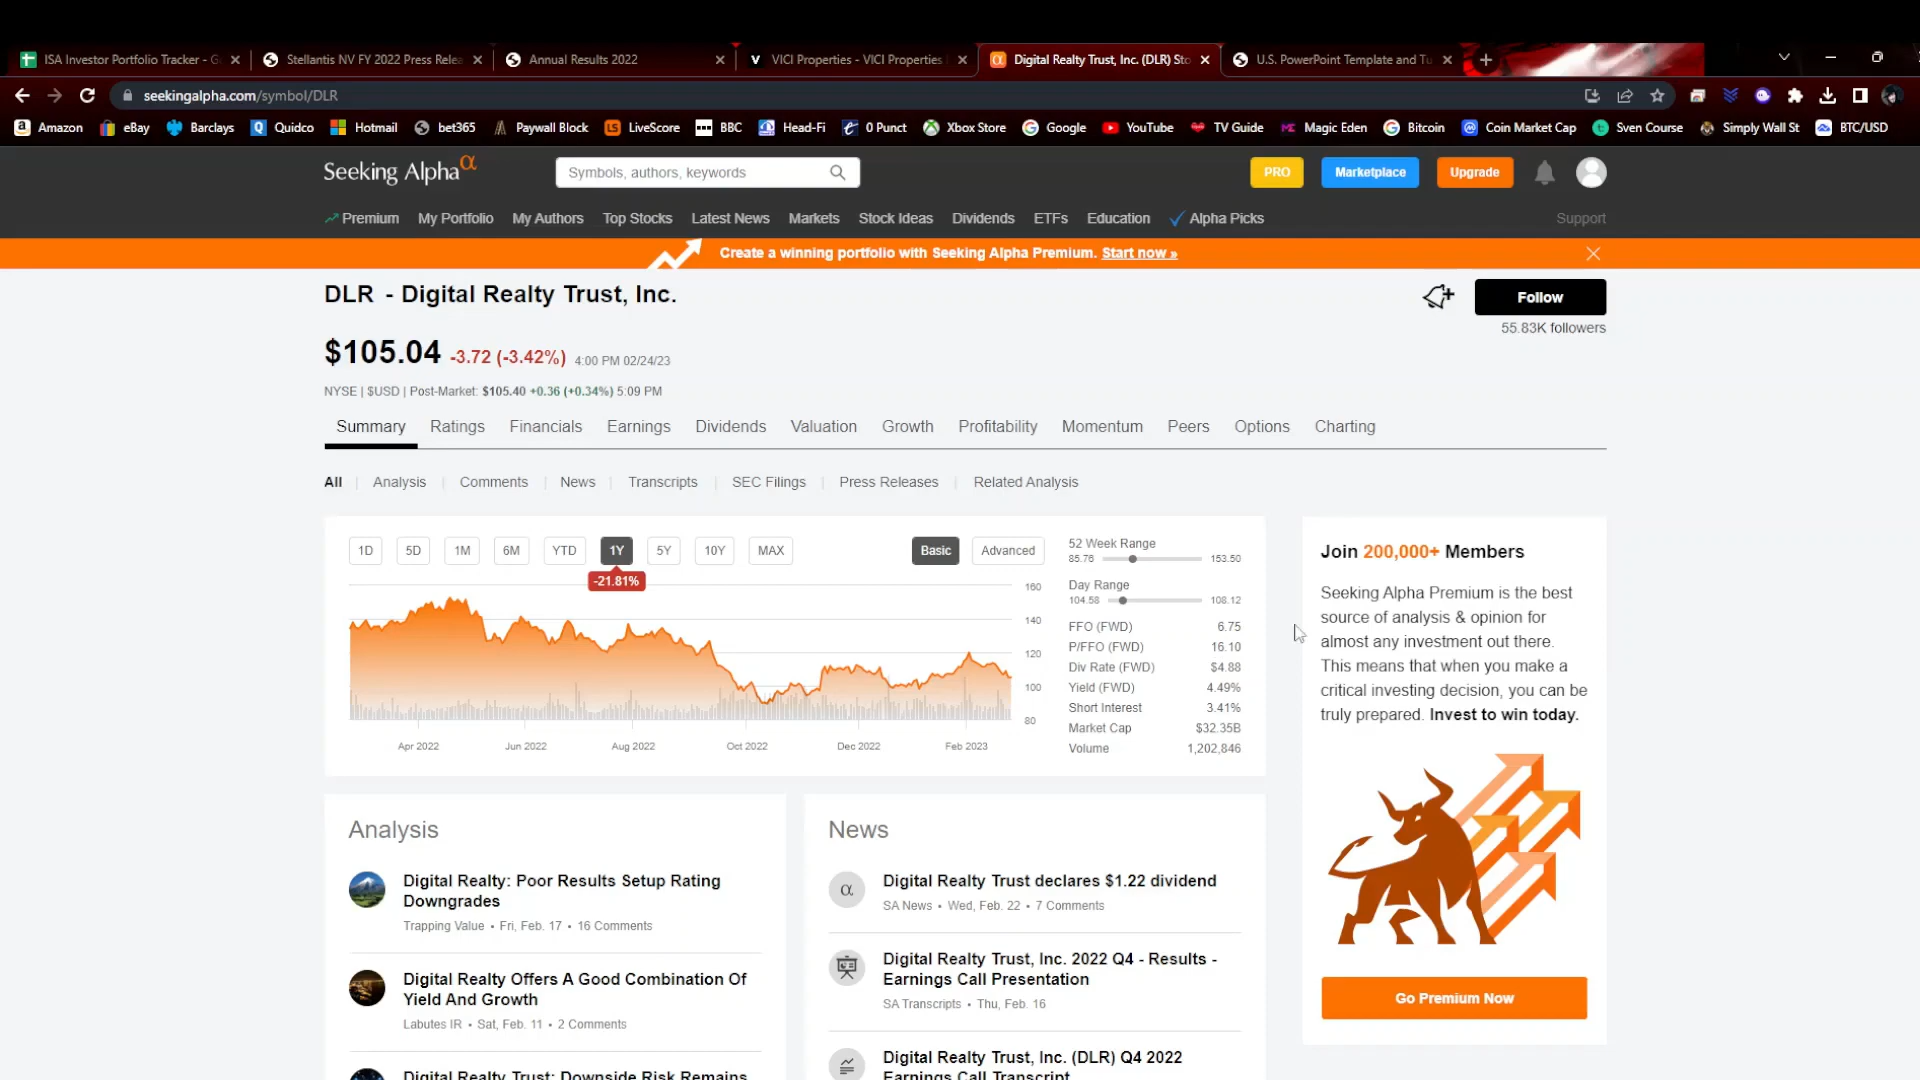 ISA Investor Portfolio Tracker - G
Stellantis NV FY 2022 Press Relea
Annual Results 2022
VICI Properties - VICI Properties
Digital Realty Trust, Inc. (DLR) Sto
U.S. PowerPoint Template and Tu
seekingalpha.com/symbol/DLR
Amazon
eBay
Barclays
Quidco
Hotmail
bet365
Paywall Block
LiveScore
BBC
Head-Fi
0 Punct
Xbox Store
Google
YouTube
TV Guide
Magic Eden
Bitcoin
Coin Market Cap
Sven Course
Simply Wall St
BTC/USD
Seeking Alpha α
Symbols, authors, keywords
PRO
Marketplace
Upgrade
Premium
My Portfolio
My Authors
Top Stocks
Latest News
Markets
Stock Ideas
Dividends
ETFs
Education
Alpha Picks
Support
Create a winning portfolio with Seeking Alpha Premium. Start now »
DLR - Digital Realty Trust, Inc.
Follow
55.83K followers
$105.04 -3.72 (-3.42%) 4:00 PM 02/24/23
NYSE | $USD | Post-Market: $105.40 +0.36 (+0.34%) 5:09 PM
Summary
Ratings
Financials
Earnings
Dividends
Valuation
Growth
Profitability
Momentum
Peers
Options
Charting
All
Analysis
Comments
News
Transcripts
SEC Filings
Press Releases
Related Analysis
1D
5D
1M
6M
YTD
1Y
5Y
10Y
MAX
Basic
Advanced
-21.81%
160
140
120
100
80
Apr 2022
Jun 2022
Aug 2022
Oct 2022
Dec 2022
Feb 2023
52 Week Range
85.76 153.50
Day Range
104.58 108.12
FFO (FWD) 6.75
P/FFO (FWD) 16.10
Div Rate (FWD) $4.88
Yield (FWD) 4.49%
Short Interest 3.41%
Market Cap $32.35B
Volume 1,202,846
Join 200,000+ Members
Seeking Alpha Premium is the best
source of analysis & opinion for
almost any investment out there.
This means that when you make a
critical investing decision, you can be
truly prepared. Invest to win today.
Go Premium Now
Analysis
Digital Realty: Poor Results Setup Rating
Downgrades
Trapping Value • Fri, Feb. 17 • 16 Comments
Digital Realty Offers A Good Combination Of
Yield And Growth
Labutes IR • Sat, Feb. 11 • 2 Comments
Digital Realty Trust: Downside Risk Remains
News
α
Digital Realty Trust declares $1.22 dividend
SA News • Wed, Feb. 22 • 7 Comments
Digital Realty Trust, Inc. 2022 Q4 - Results -
Earnings Call Presentation
SA Transcripts • Thu, Feb. 16
Digital Realty Trust, Inc. (DLR) Q4 2022
Earnings Call Transcript